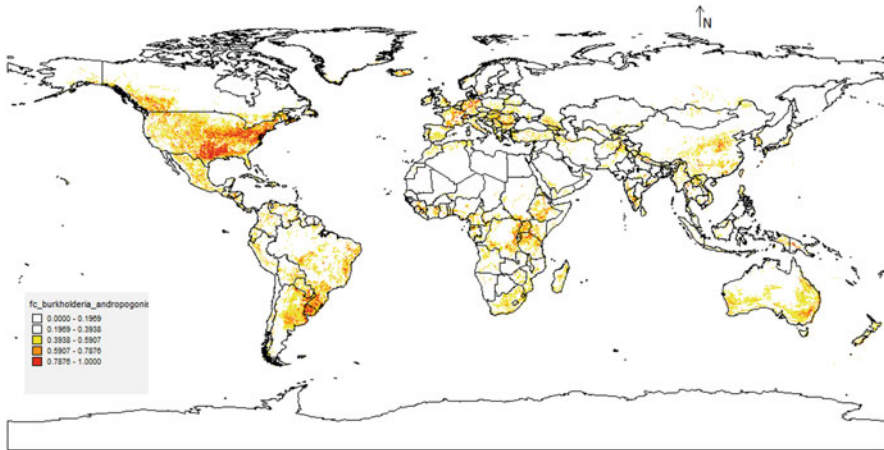 N
fc_burkholderia_andropogonis
0.0000 - 0.1969
0.1969 - 0.3938
0.3938 - 0.5907
0.5907 - 0.7876
0.7876 - 1.0000